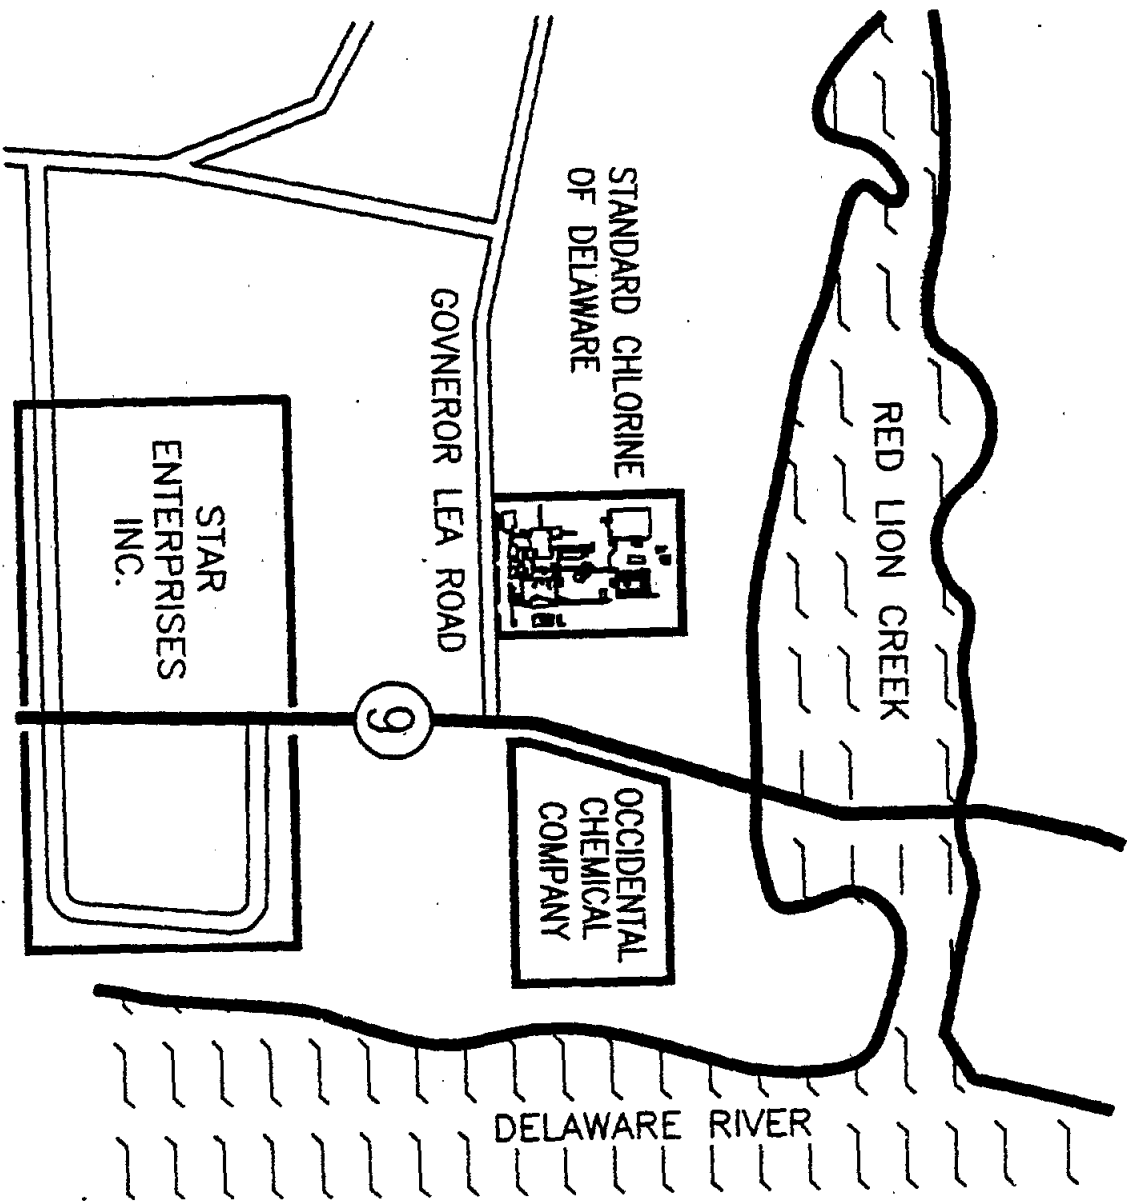 RED LION CREEK
STANDARD CHLORINE
OF DELAWARE
GOVNEROR LEA ROAD
OCCIDENTAL
CHEMICAL
COMPANY
9
STAR
ENTERPRISES
INC.
DELAWARE RIVER